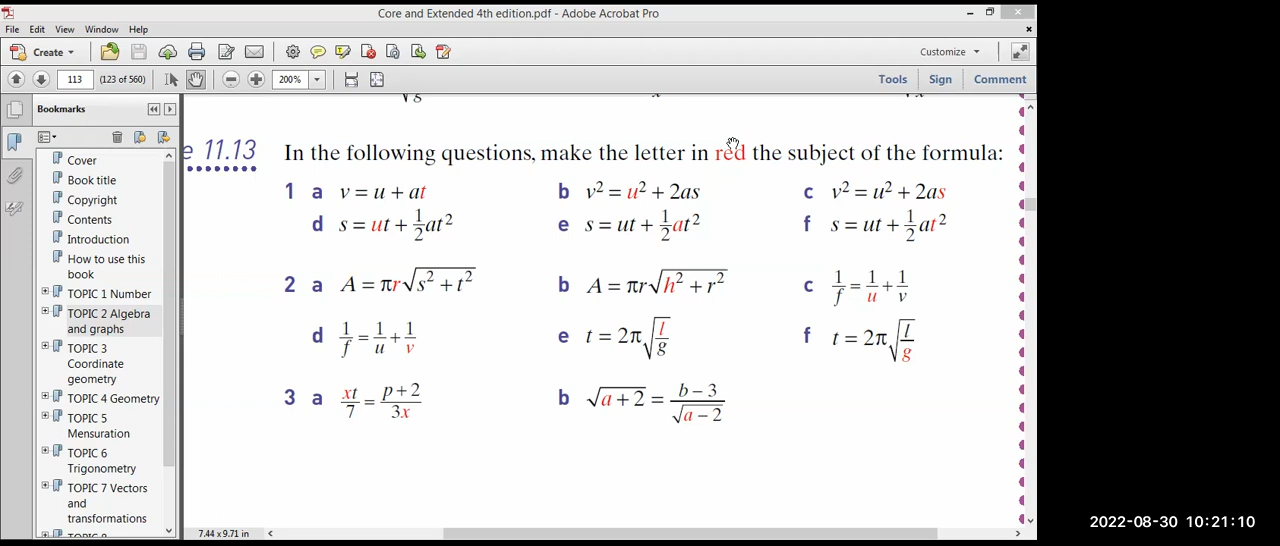 Core and Extended 4th edition.pdf - Adobe Acrobat Pro
File Edit View Window Help
Create Customize
113 (123 of 560) 200% Tools Sign Comment
Bookmarks
Cover
Book title
Copyright
Contents
Introduction
How to use this
book
TOPIC 1 Number
TOPIC 2 Algebra
and graphs
TOPIC 3
Coordinate
geometry
TOPIC 4 Geometry
TOPIC 5
Mensuration
TOPIC 6
Trigonometry
TOPIC 7 Vectors
and
transformations
e 11.13 In the following questions, make the letter in red the subject of the formula:
1 a v = u + at b v² = u² + 2as c v² = u² + 2as
d s = ut + 1/2 at² e s = ut + 1/2 at² f s = ut + 1/2 at²
2 a A = πr√(s² + t²) b A = πr√(h² + r²) c 1/f = 1/u + 1/v
d 1/f = 1/u + 1/v e t = 2π√(l/g) f t = 2π√(l/g)
3 a xt/7 = (p + 2)/3x b √(a + 2) = (b − 3)/√(a − 2)
7.44 x 9.71 in
2022-08-30 10:21:10